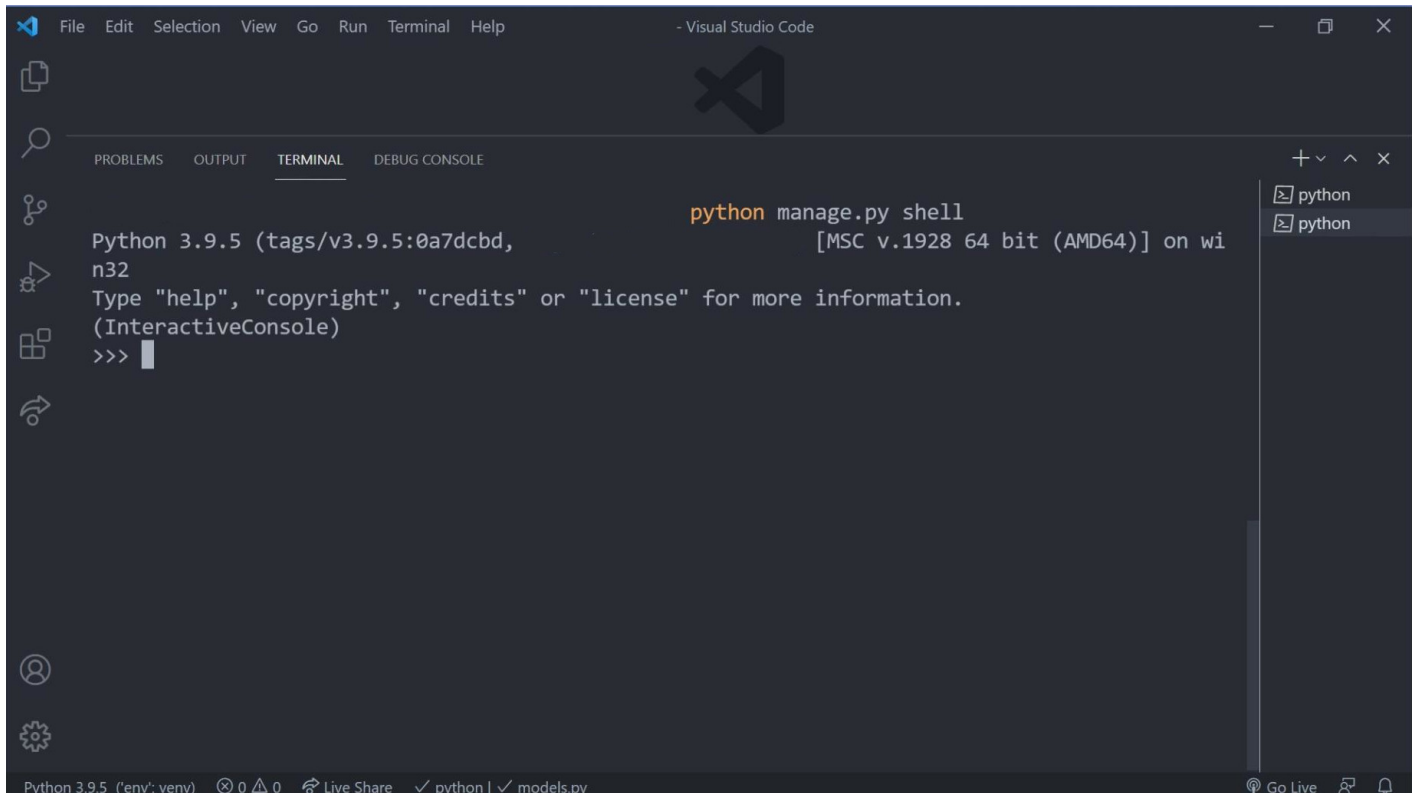 File Edit Selection View Go Run Terminal Help - Visual Studio Code
PROBLEMS OUTPUT TERMINAL DEBUG CONSOLE
python
python
python manage.py shell
Python 3.9.5 (tags/v3.9.5:0a7dcbd, [MSC v.1928 64 bit (AMD64)] on wi
n32
Type "help", "copyright", "credits" or "license" for more information.
(InteractiveConsole)
>>>
Python 3.9.5 ('env': venv) 0 0 Live Share ✓ python | ✓ models.py Go Live